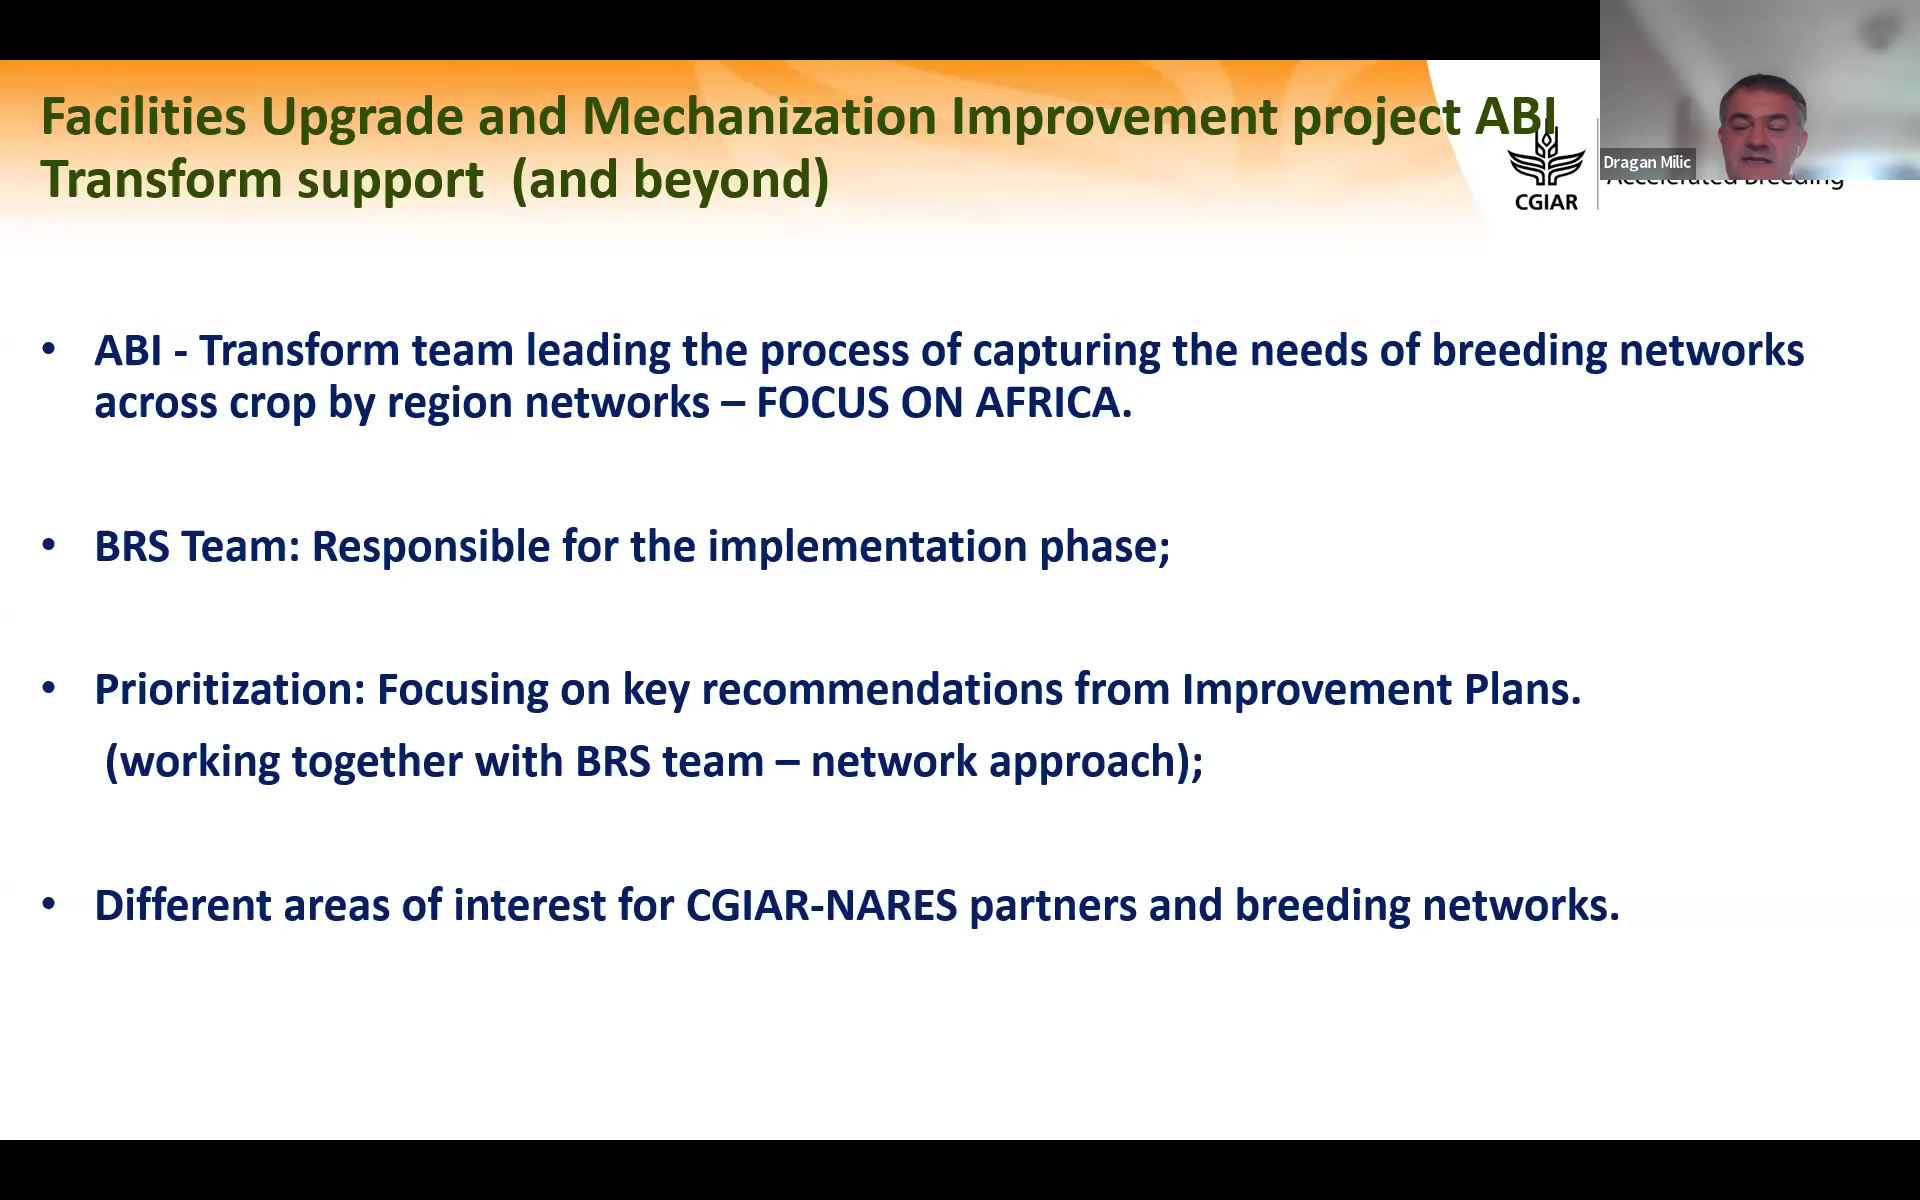 Facilities Upgrade and Mechanization Improvement project ABI
Transform support (and beyond)
Dragan Milic
CGIAR
Accelerated Breeding
• ABI - Transform team leading the process of capturing the needs of breeding networks
across crop by region networks – FOCUS ON AFRICA.
• BRS Team: Responsible for the implementation phase;
• Prioritization: Focusing on key recommendations from Improvement Plans.
(working together with BRS team – network approach);
• Different areas of interest for CGIAR-NARES partners and breeding networks.